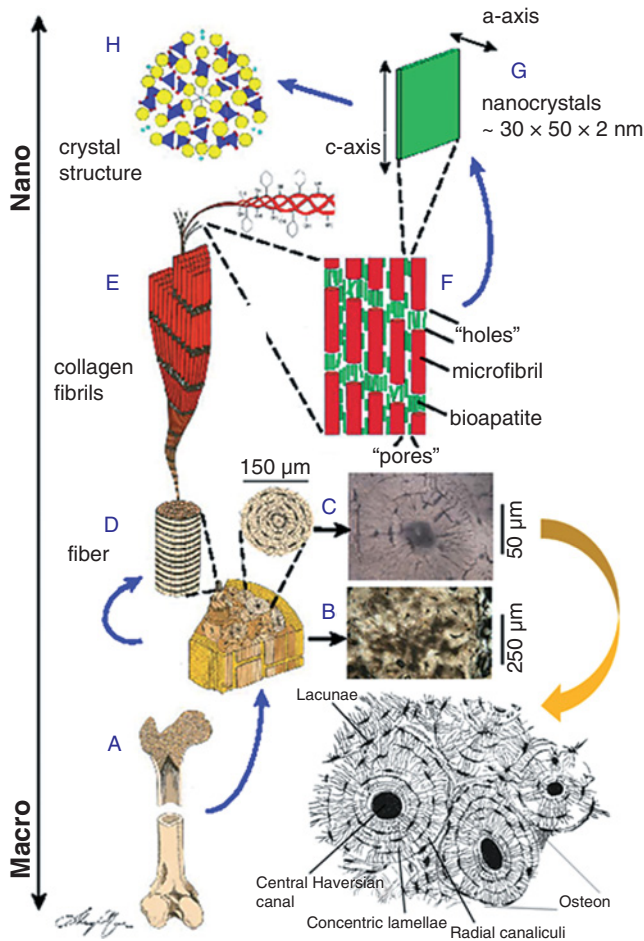 a-axis
H
G
nanocrystals
~ 30 × 50 × 2 nm
c-axis
crystal
structure
Nano
E
F
"holes"
collagen
fibrils
microfibril
bioapatite
"pores"
150 µm
D
C
fiber
50 µm
B
250 µm
Lacunae
A
Macro
Central Haversian
canal
Osteon
Concentric lamellae
Radial canaliculi